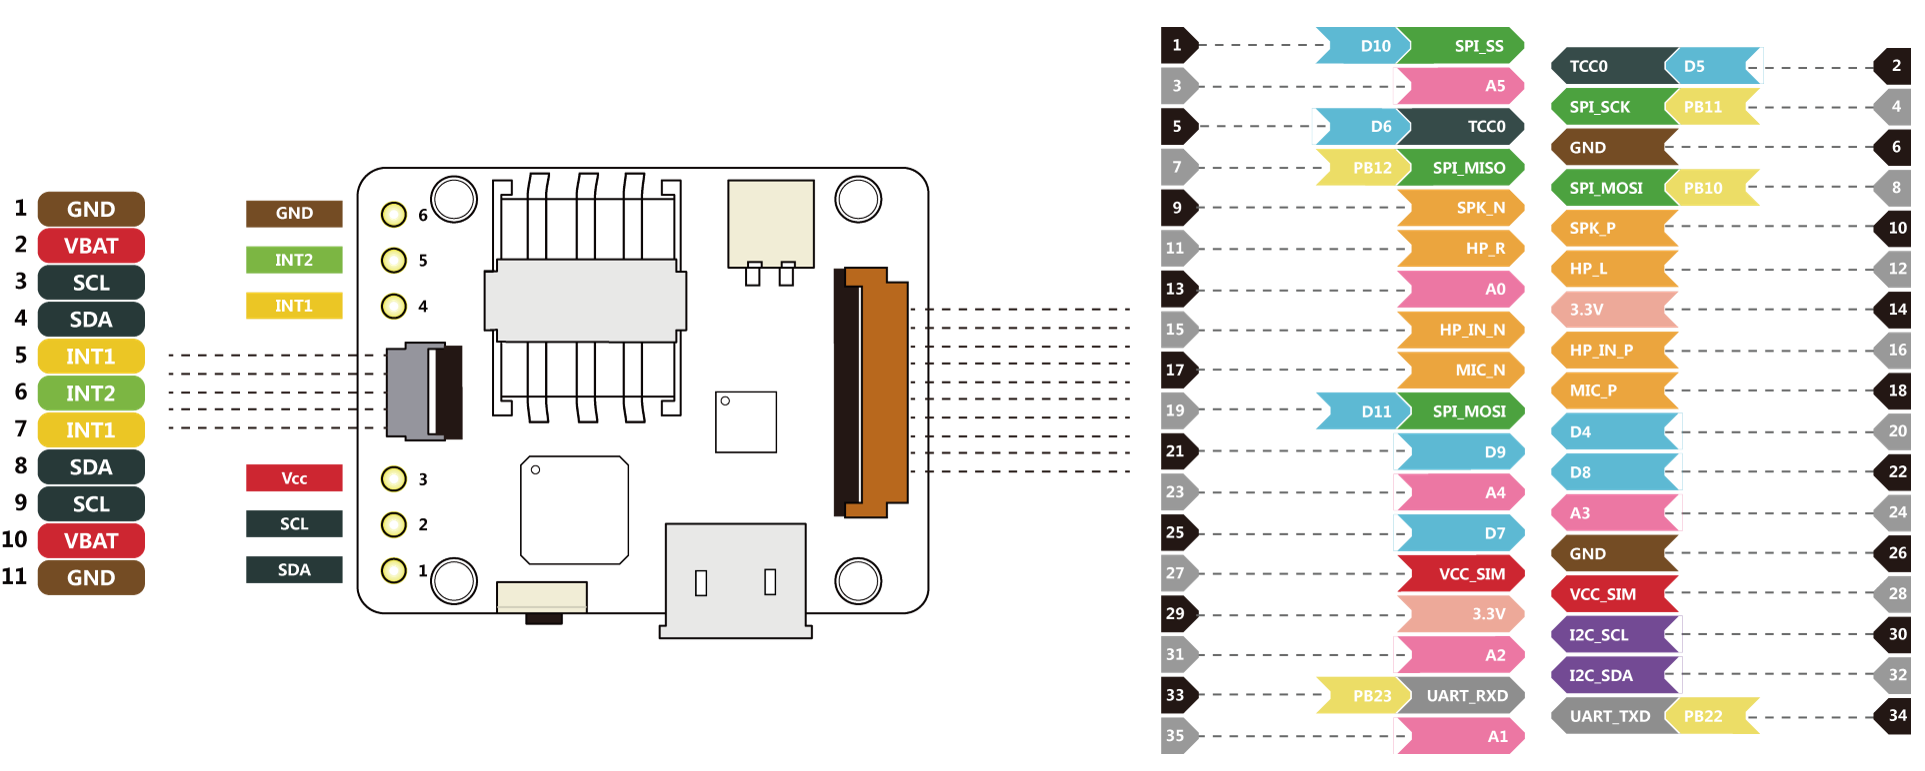 1 GND
2 VBAT
3 SCL
4 SDA
5 INT1
6 INT2
7 INT1
8 SDA
9 SCL
10 VBAT
11 GND
GND 6
INT2 5
INT1 4
Vcc 3
SCL 2
SDA 1
1 D10 SPI_SS
3 A5
5 D6 TCC0
7 PB12 SPI_MISO
9 SPK_N
11 HP_R
13 A0
15 HP_IN_N
17 MIC_N
19 D11 SPI_MOSI
21 D9
23 A4
25 D7
27 VCC_SIM
29 3.3V
31 A2
33 PB23 UART_RXD
35 A1
TCC0 D5 2
SPI_SCK PB11 4
GND 6
SPI_MOSI PB10 8
SPK_P 10
HP_L 12
3.3V 14
HP_IN_P 16
MIC_P 18
D4 20
D8 22
A3 24
GND 26
VCC_SIM 28
I2C_SCL 30
I2C_SDA 32
UART_TXD PB22 34